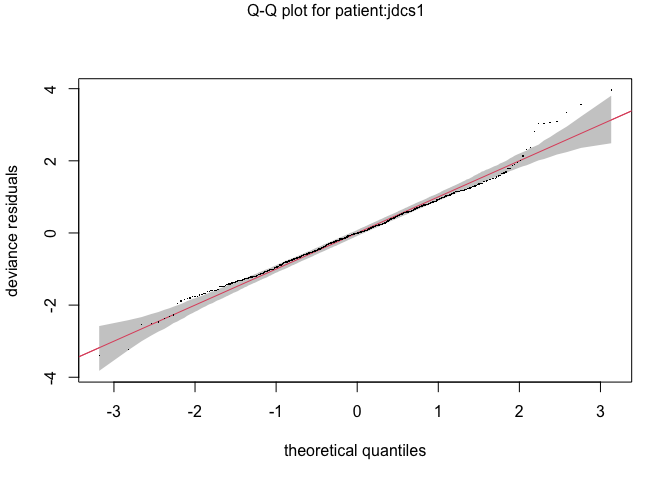 Q-Q plot for patient:jdcs1
4
2
0
-2
-4
deviance residuals
-3 -2 -1 0 1 2 3
theoretical quantiles